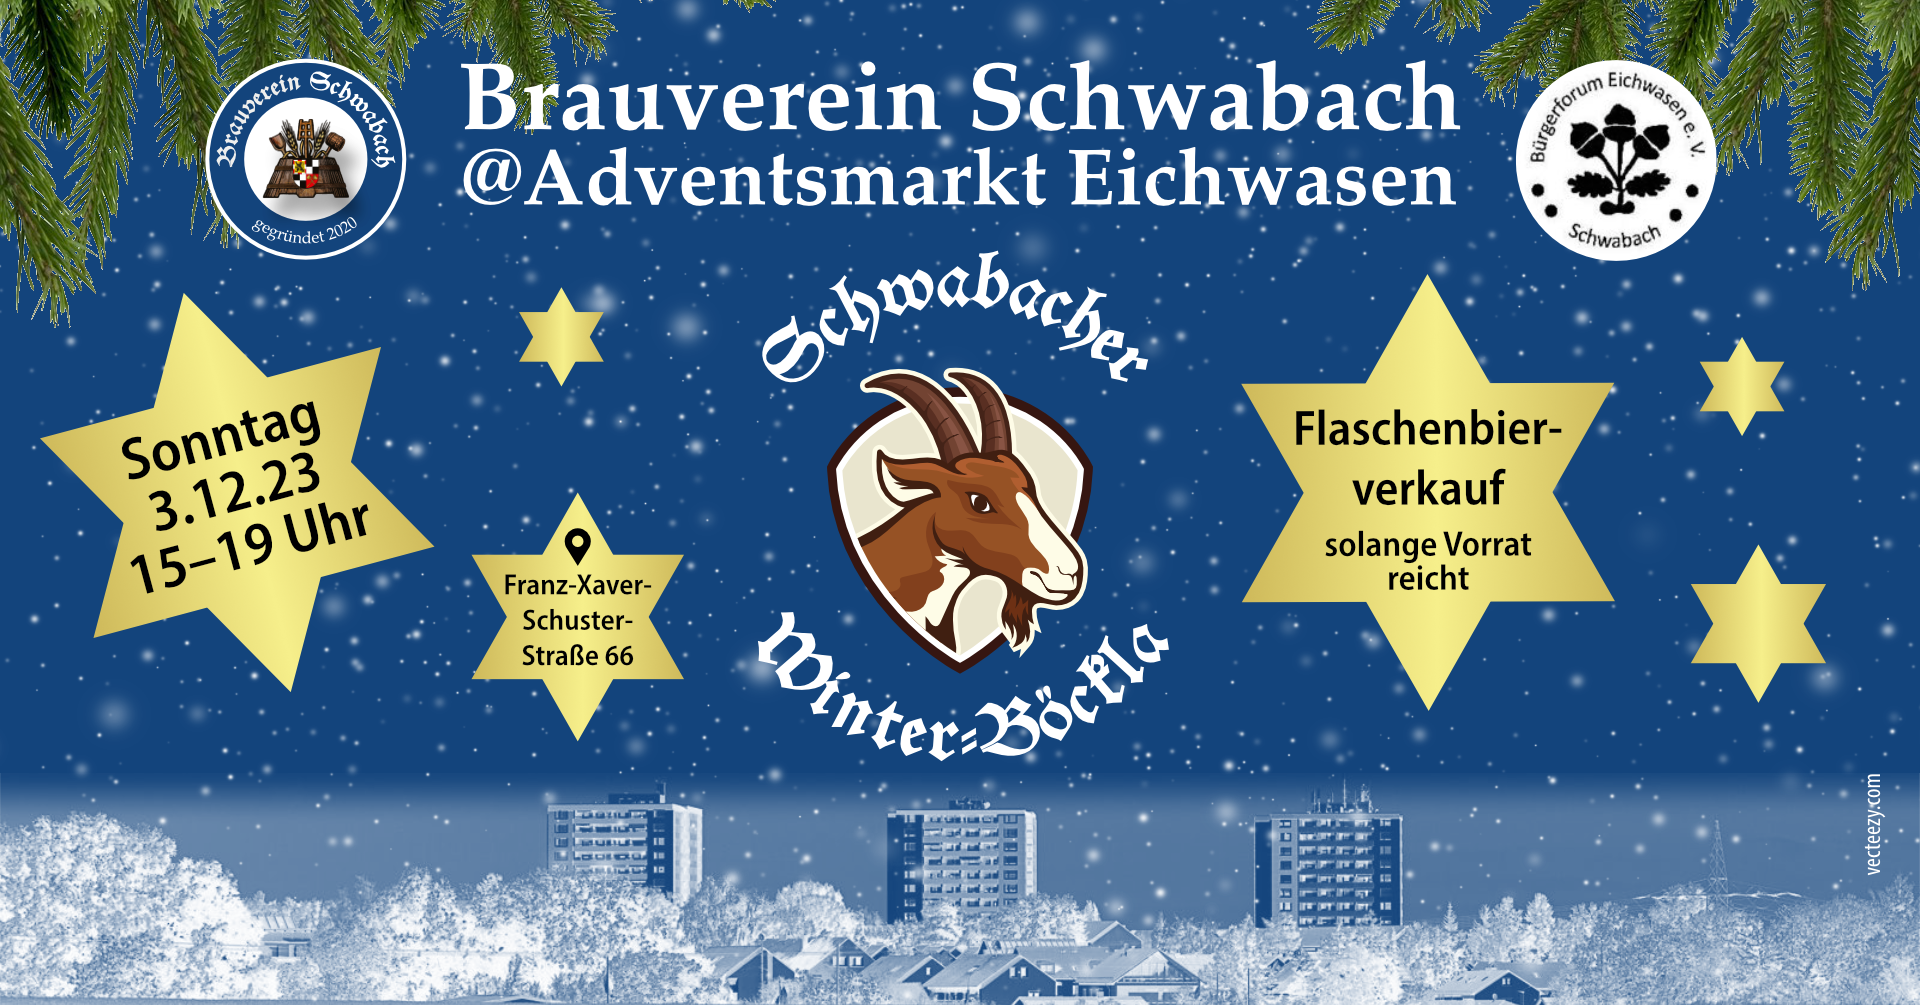 Brauverein Schwabach
gegründet 2020
Brauverein Schwabach
@Adventsmarkt Eichwasen
Bürgerforum Eichwasen e. V.
Schwabach
Sonntag
3.12.23
15–19 Uhr
Franz-Xaver-
Schuster-
Straße 66
Schwabacher
Winter-Böckla
Flaschenbier-
verkauf
solange Vorrat
reicht
vecteezy.com